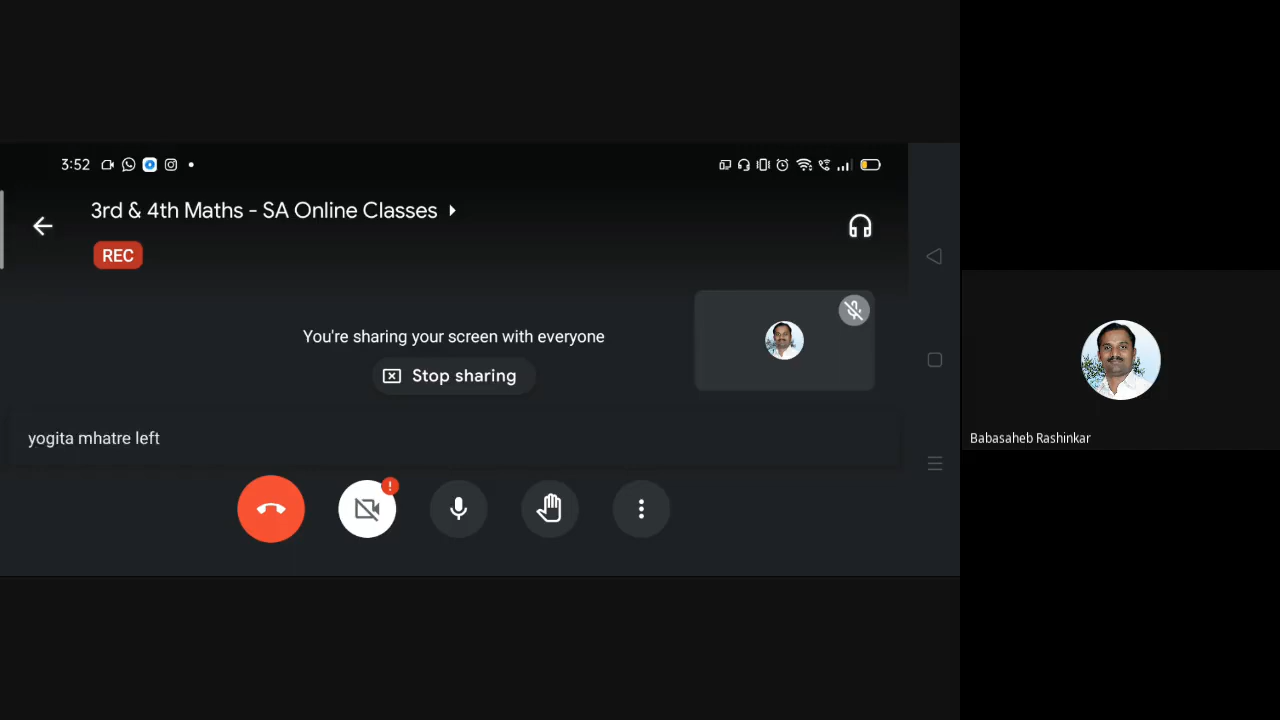 3:52
3rd & 4th Maths - SA Online Classes
REC
You're sharing your screen with everyone
Stop sharing
yogita mhatre left
Babasaheb Rashinkar